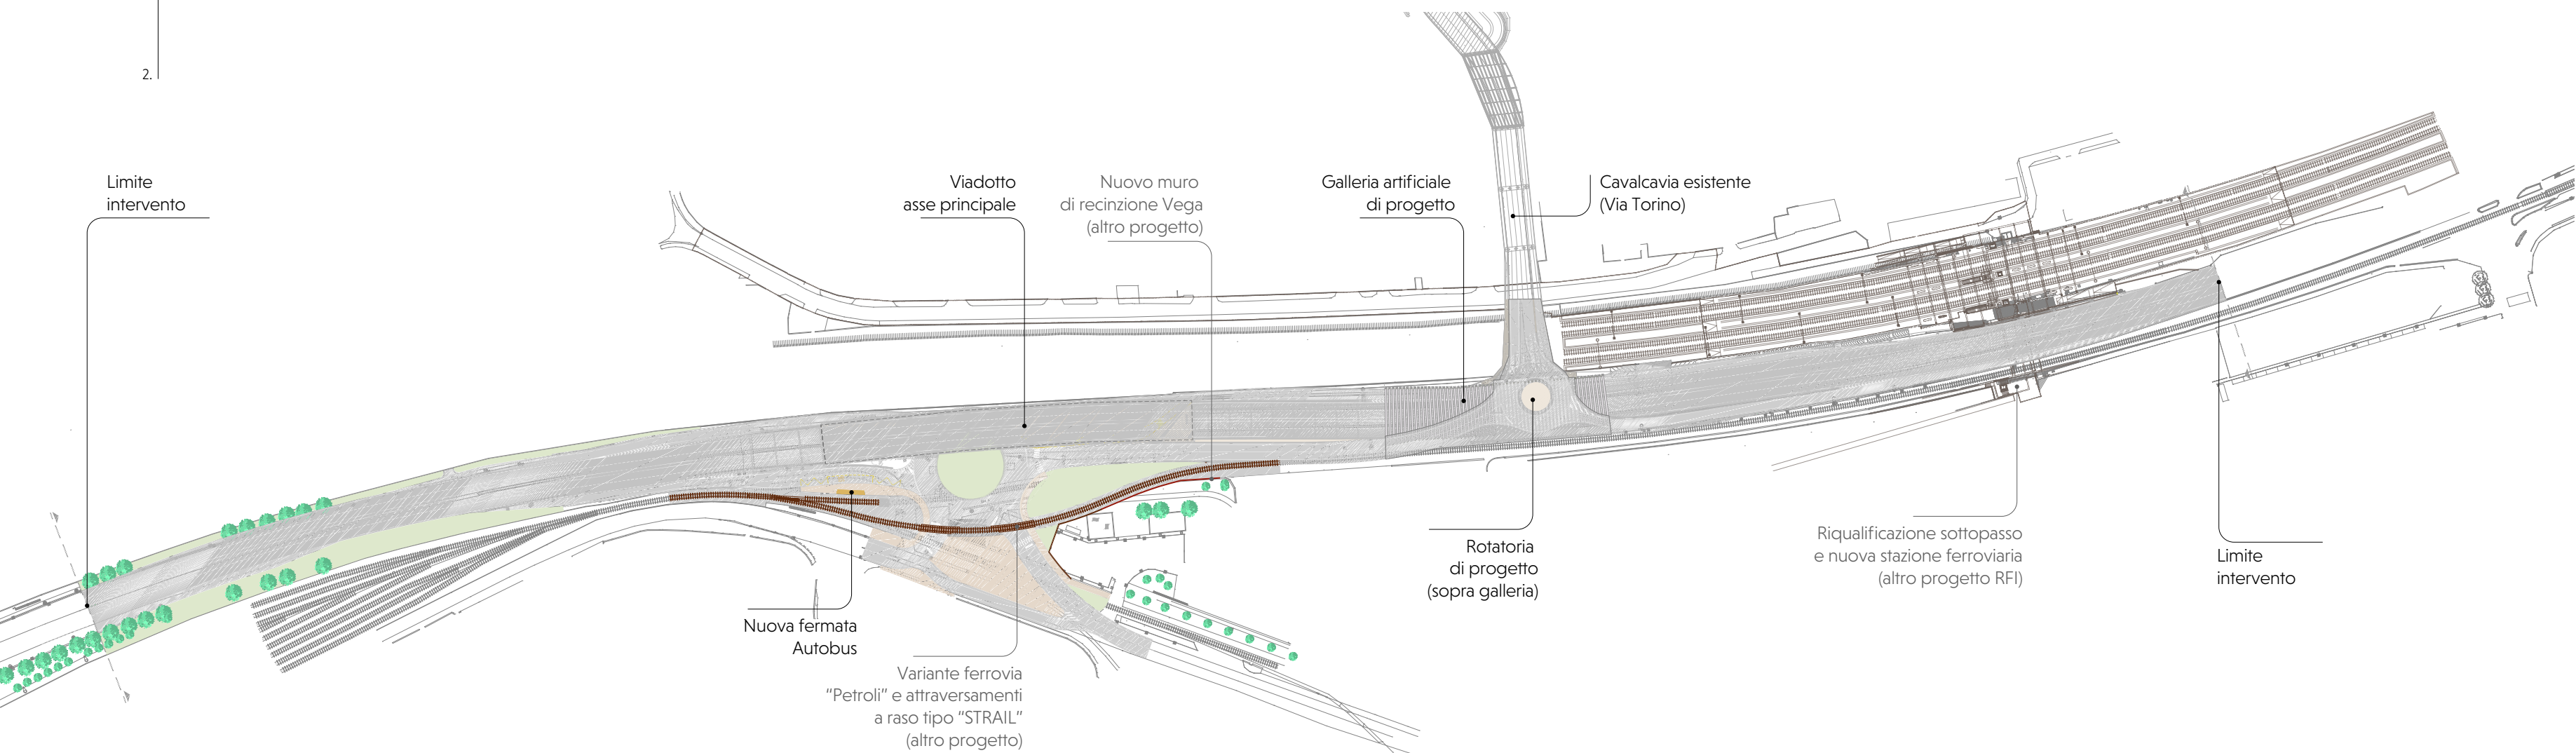 2.
Limite
intervento
Viadotto
asse principale
Nuovo muro
di recinzione Vega
(altro progetto)
Galleria artificiale
di progetto
Cavalcavia esistente
(Via Torino)
Nuova fermata
Autobus
Variante ferrovia
“Petroli” e attraversamenti
a raso tipo “STRAIL”
(altro progetto)
Rotatoria
di progetto
(sopra galleria)
Riqualificazione sottopasso
e nuova stazione ferroviaria
(altro progetto RFI)
Limite
intervento